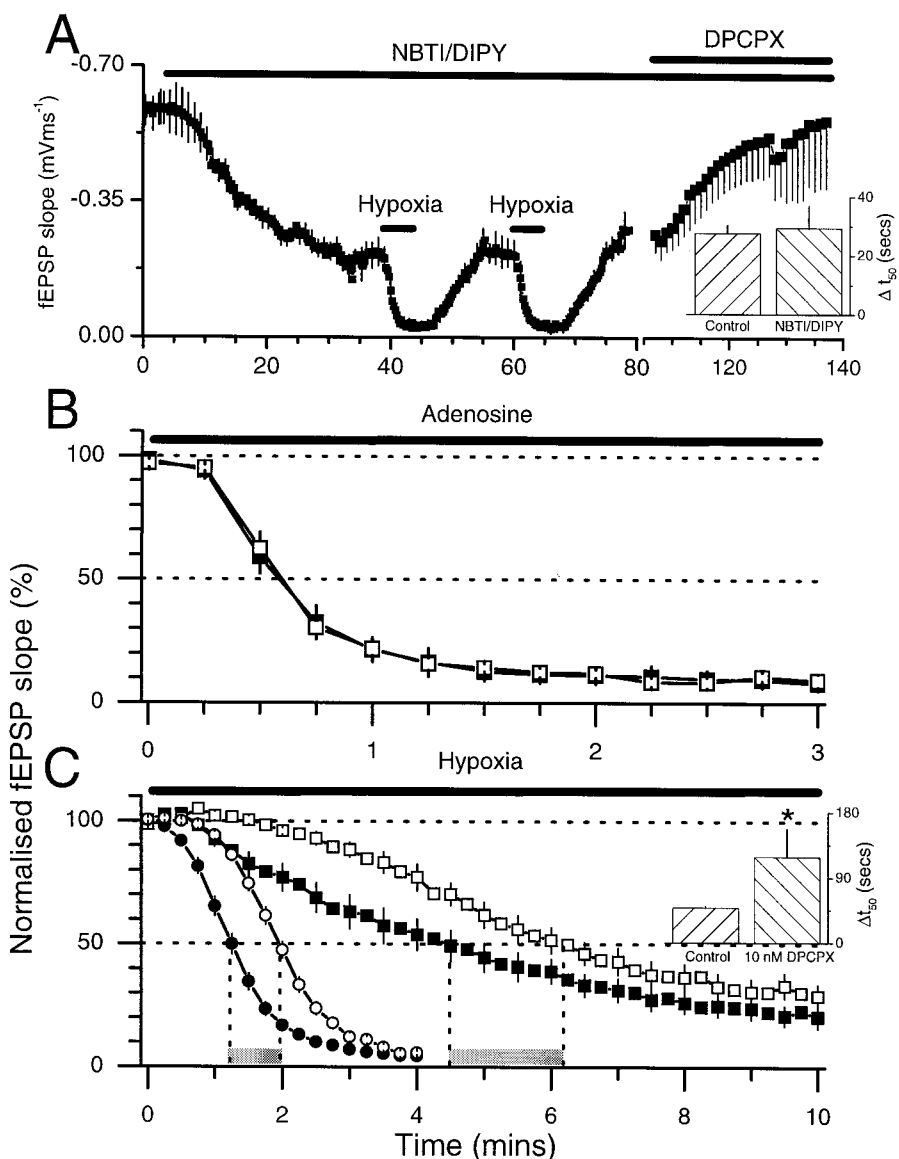 A
NBTI/DIPY
DPCPX
-0.70
-0.35
0.00
fEPSP slope (mVms⁻¹)
Hypoxia
Hypoxia
40
20
0
Δ t₅₀ (secs)
Control
NBTI/DIPY
0
20
40
60
80
100
120
140
B
Adenosine
100
50
0
0
1
2
3
Normalised fEPSP slope (%)
C
Hypoxia
100
50
0
*
180
90
0
Δt₅₀ (secs)
Control
10 nM DPCPX
0
2
4
6
8
10
Time (mins)